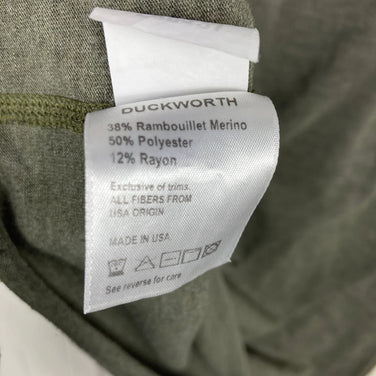 DUCKWORTH
38% Rambouillet Merino
50% Polyester
12% Rayon
Exclusive of trims.
ALL FIBERS FROM
USA ORIGIN
MADE IN USA
See reverse for care